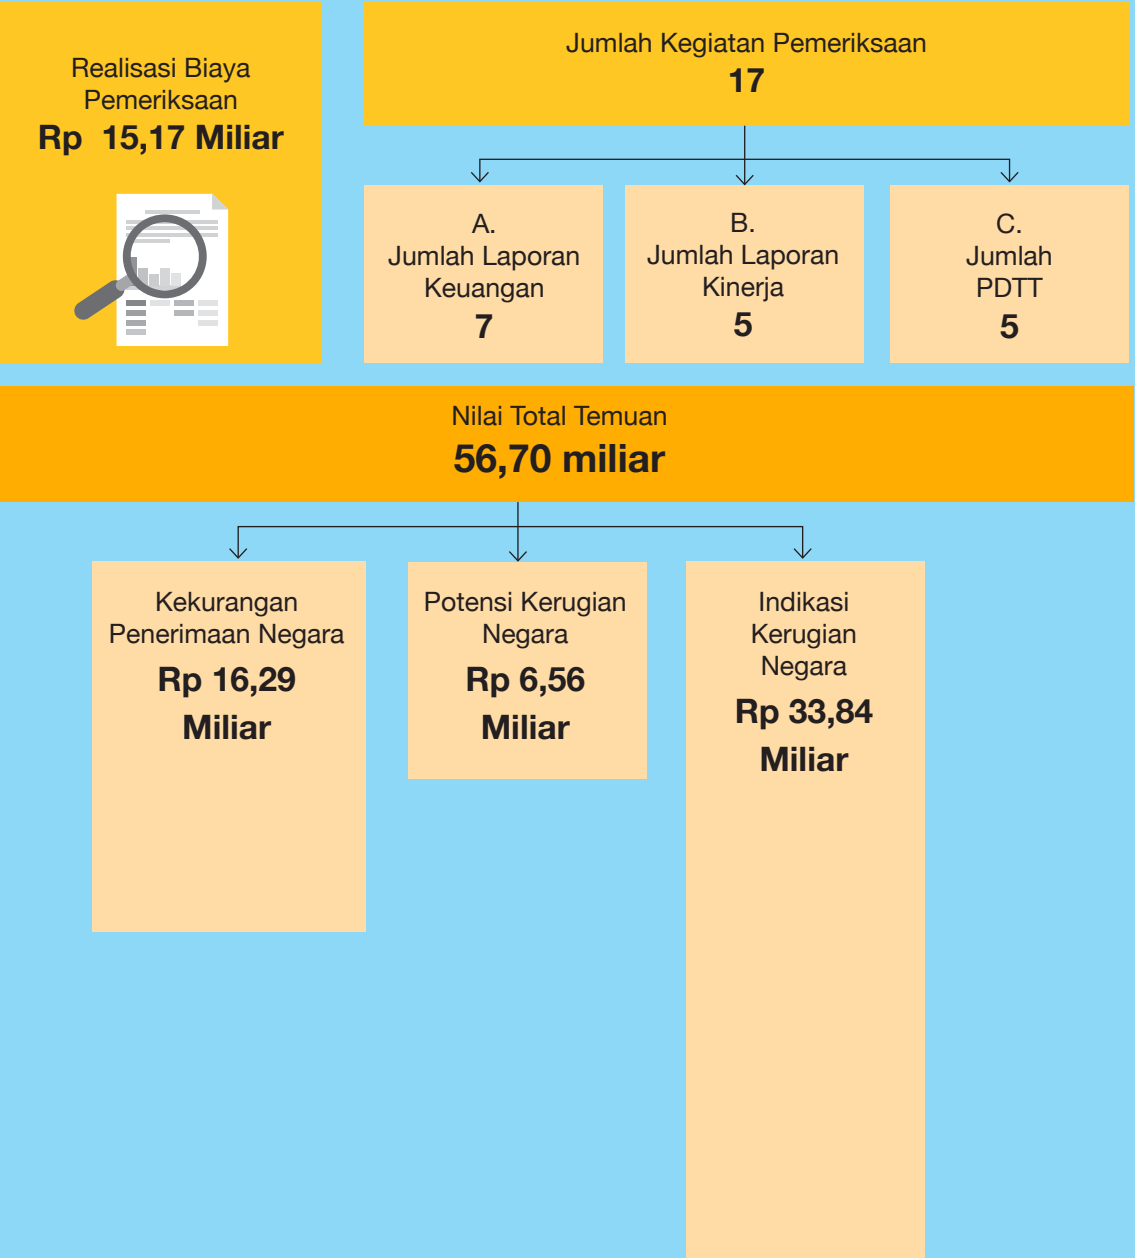 Realisasi Biaya
Pemeriksaan
Rp 15,17 Miliar
Jumlah Kegiatan Pemeriksaan
17
A.
Jumlah Laporan
Keuangan
7
B.
Jumlah Laporan
Kinerja
5
C.
Jumlah
PDTT
5
Nilai Total Temuan
56,70 miliar
Kekurangan
Penerimaan Negara
Rp 16,29
Miliar
Potensi Kerugian
Negara
Rp 6,56
Miliar
Indikasi
Kerugian
Negara
Rp 33,84
Miliar